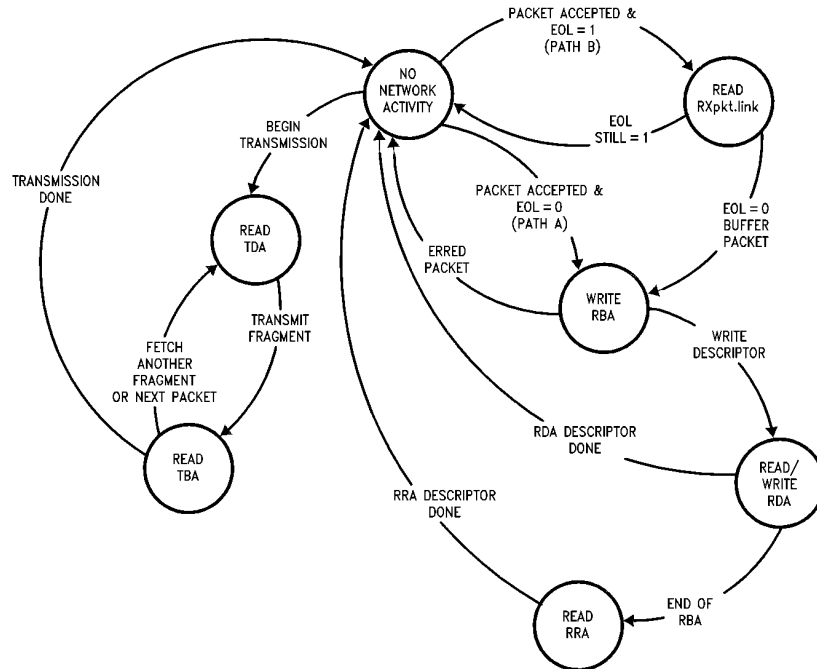 PACKET ACCEPTED &
EOL = 1
(PATH B)
NO
NETWORK
ACTIVITY
READ
RXpkt.link
BEGIN
TRANSMISSION
EOL
STILL = 1
TRANSMISSION
DONE
PACKET ACCEPTED &
EOL = 0
(PATH A)
EOL = 0
BUFFER
PACKET
READ
TDA
ERRED
PACKET
WRITE
RBA
TRANSMIT
FRAGMENT
WRITE
DESCRIPTOR
FETCH
ANOTHER
FRAGMENT
OR NEXT PACKET
RDA DESCRIPTOR
DONE
READ
TBA
READ/
WRITE
RDA
RRA DESCRIPTOR
DONE
READ
RRA
END OF
RBA